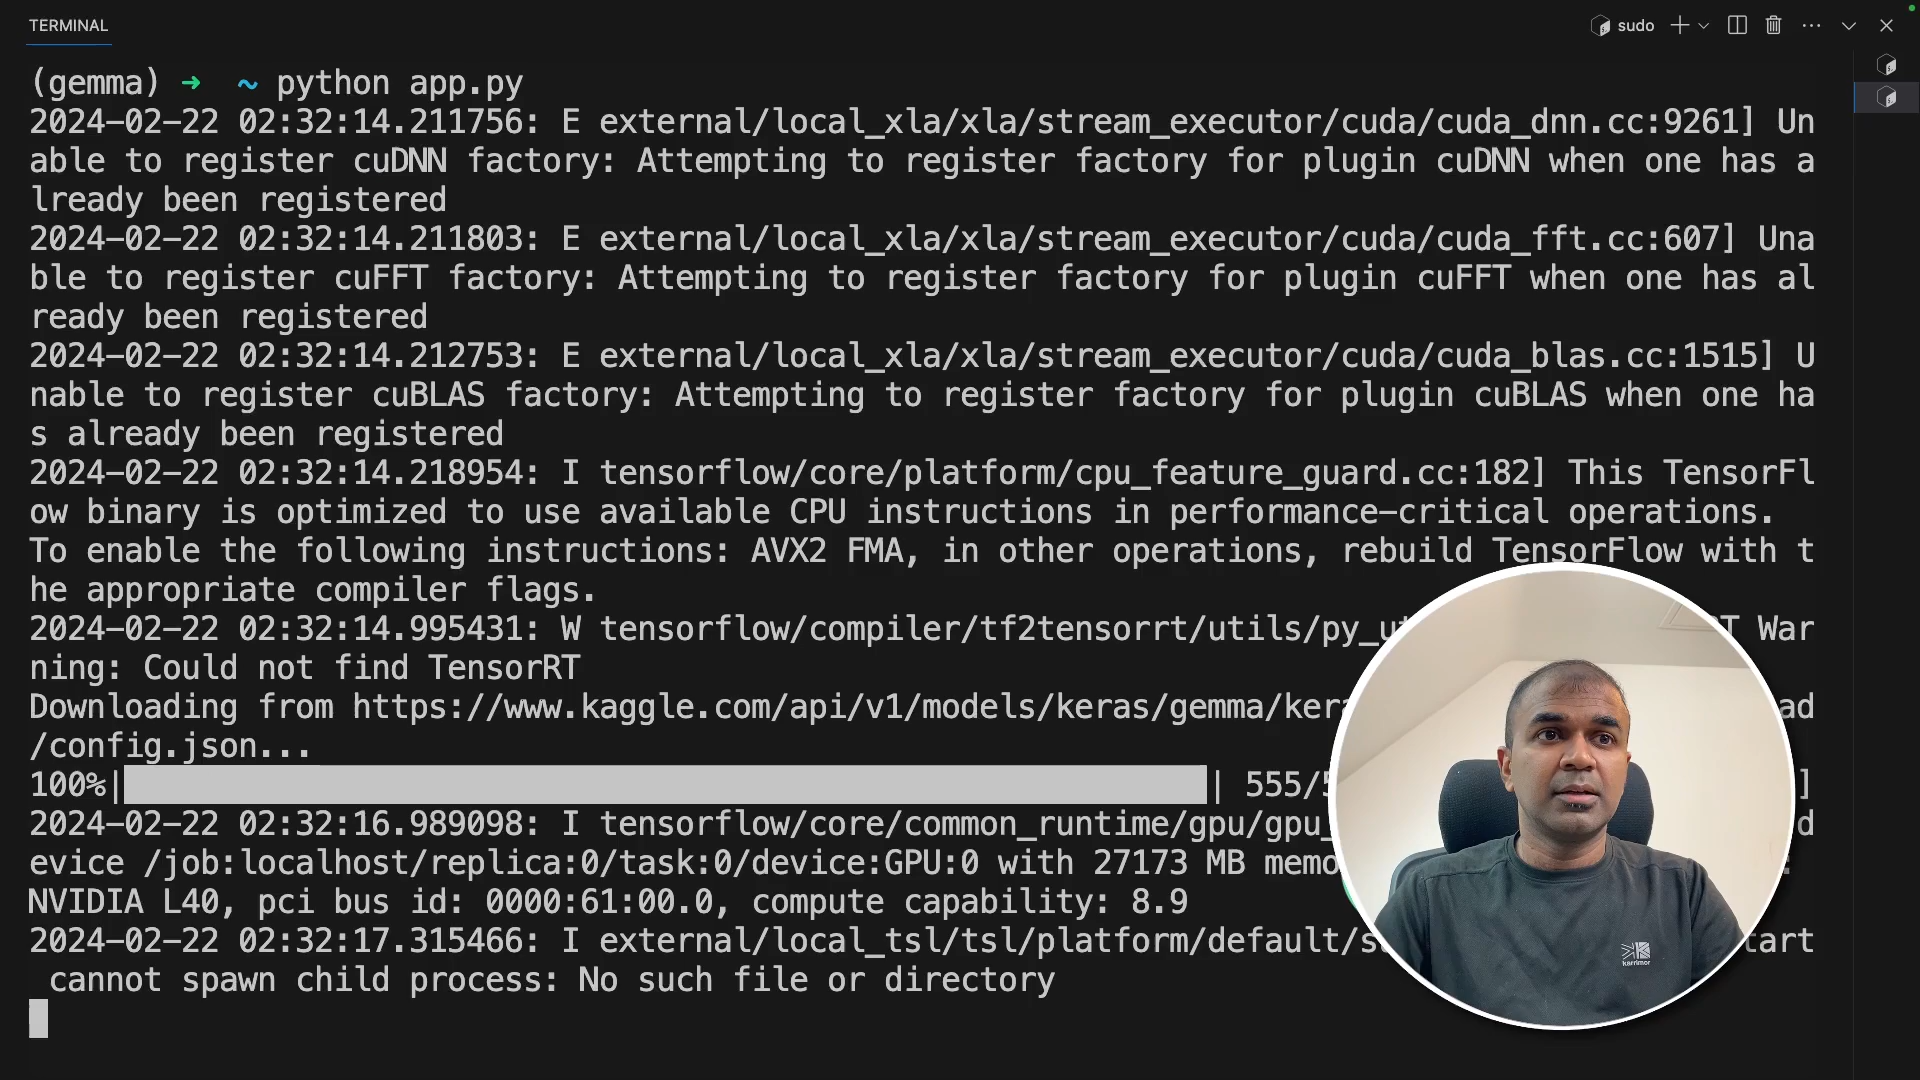 TERMINAL
sudo
(gemma) ➜ ~ python app.py
2024-02-22 02:32:14.211756: E external/local_xla/xla/stream_executor/cuda/cuda_dnn.cc:9261] Un
able to register cuDNN factory: Attempting to register factory for plugin cuDNN when one has a
lready been registered
2024-02-22 02:32:14.211803: E external/local_xla/xla/stream_executor/cuda/cuda_fft.cc:607] Una
ble to register cuFFT factory: Attempting to register factory for plugin cuFFT when one has al
ready been registered
2024-02-22 02:32:14.212753: E external/local_xla/xla/stream_executor/cuda/cuda_blas.cc:1515] U
nable to register cuBLAS factory: Attempting to register factory for plugin cuBLAS when one ha
s already been registered
2024-02-22 02:32:14.218954: I tensorflow/core/platform/cpu_feature_guard.cc:182] This TensorFl
ow binary is optimized to use available CPU instructions in performance-critical operations.
To enable the following instructions: AVX2 FMA, in other operations, rebuild TensorFlow with t
he appropriate compiler flags.
2024-02-22 02:32:14.995431: W tensorflow/compiler/tf2tensorrt/utils/py_u T War
ning: Could not find TensorRT
Downloading from https://www.kaggle.com/api/v1/models/keras/gemma/kera ad
/config.json...
100%| | 555/5 ]
2024-02-22 02:32:16.989098: I tensorflow/core/common_runtime/gpu/gpu_ d
evice /job:localhost/replica:0/task:0/device:GPU:0 with 27173 MB memo :
NVIDIA L40, pci bus id: 0000:61:00.0, compute capability: 8.9
2024-02-22 02:32:17.315466: I external/local_tsl/tsl/platform/default/s tart
cannot spawn child process: No such file or directory
karrimor